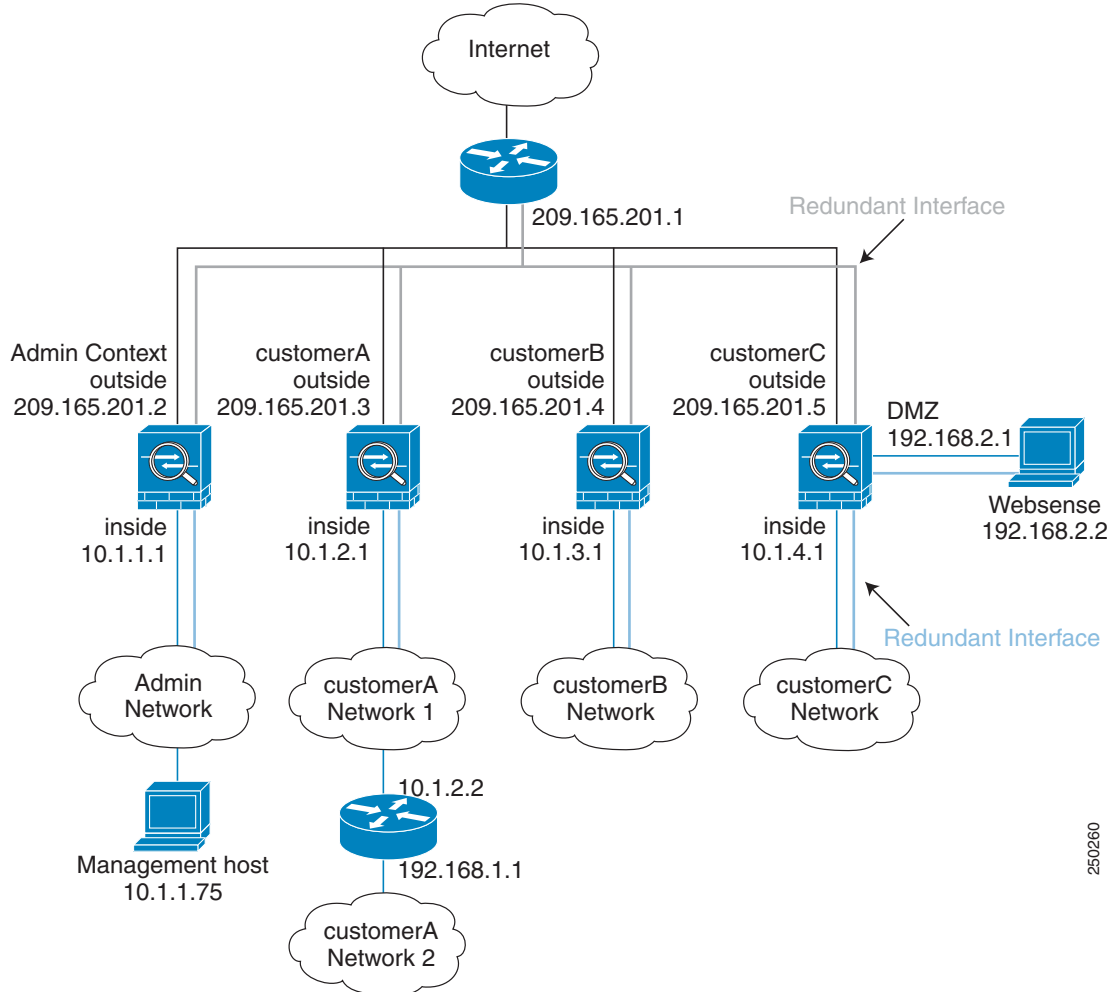 Internet
209.165.201.1
Redundant Interface
Admin Context
outside
209.165.201.2
customerA
outside
209.165.201.3
customerB
outside
209.165.201.4
customerC
outside
209.165.201.5
DMZ
192.168.2.1
Websense
192.168.2.2
inside
10.1.1.1
inside
10.1.2.1
inside
10.1.3.1
inside
10.1.4.1
Redundant Interface
Admin
Network
customerA
Network 1
customerB
Network
customerC
Network
10.1.2.2
192.168.1.1
Management host
10.1.1.75
customerA
Network 2
250260